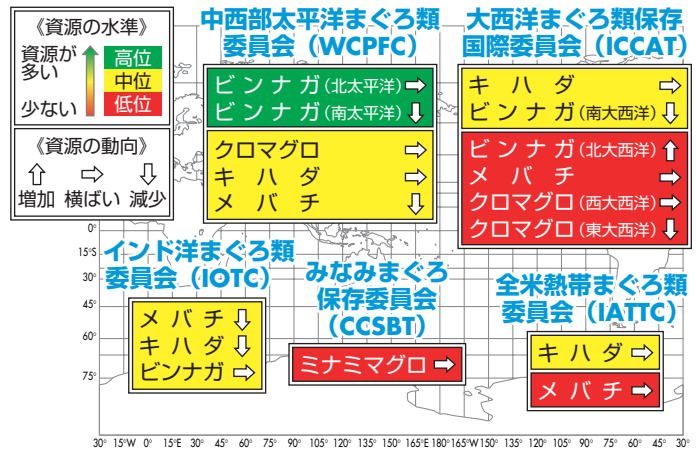 《資源の水準》
資源が
多い
少ない
高位
中位
低位
《資源の動向》
⇧ ⇨ ⇩
増加 横ばい 減少
中西部太平洋まぐろ類
委員会（WCPFC）
ビンナガ(北太平洋)⇨
ビンナガ(南太平洋)⇩
クロマグロ⇨
キハダ⇨
メバチ⇩
大西洋まぐろ類保存
国際委員会（ICCAT）
キハダ⇨
ビンナガ(南大西洋)⇩
ビンナガ(北大西洋)⇧
メバチ⇨
クロマグロ(西大西洋)⇨
クロマグロ(東大西洋)⇩
インド洋まぐろ類
委員会（IOTC）
メバチ⇩
キハダ⇩
ビンナガ⇨
みなみまぐろ
保存委員会
（CCSBT）
ミナミマグロ⇨
全米熱帯まぐろ類
委員会（IATTC）
キハダ⇨
メバチ⇨
0°
15°S
30°
45°
60°
75°
30° 15°W 0° 15°E 30° 45° 60° 75° 90° 105° 120° 135° 150° 165°E 180° 165°W 150° 135° 120° 105° 90° 75° 60° 45° 30°